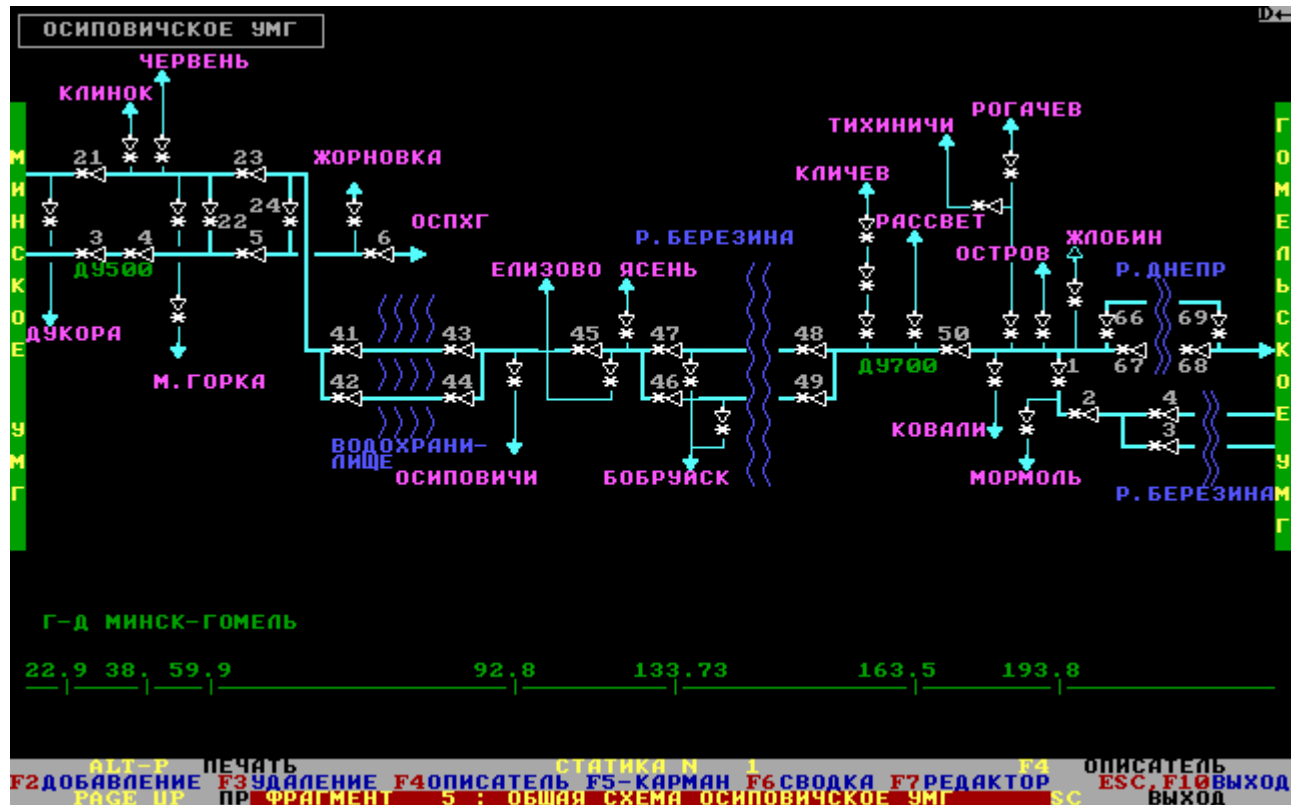 ОСИПОВИЧСКОЕ УМГ
D←
ЧЕРВЕНЬ
КЛИНОК
РОГАЧЕВ
ТИХИНИЧИ
21 23 ЖОРНОВКА
КЛИЧЕВ
24
22
ОСПХГ
РАССВЕТ
3 4 5 6
Р.БЕРЕЗИНА
ЖЛОБИН
ОСТРОВ
ДУ500
ЕЛИЗОВО ЯСЕНЬ
Р.ДНЕПР
66 69
ДУКОРА
41 43 45 47 48 50
М.ГОРКА
ДУ700
1 67 68
42 44 46 49
2 4
3
КОВАЛИ
ВОДОХРАНИ-
ЛИЩЕ
ОСИПОВИЧИ
БОБРУЙСК
МОРМОЛЬ
Р.БЕРЕЗИНА
МИНСКОЕ УМГ
ГОМЕЛЬСКОЕ УМГ
Г-Д МИНСК-ГОМЕЛЬ
22.9 38. 59.9 92.8 133.73 163.5 193.8
ALT-P ПЕЧАТЬ СТАТИКА N 1 F4 ОПИСАТЕЛЬ
F2ДОБАВЛЕНИЕ F3УДАЛЕНИЕ F4ОПИСАТЕЛЬ F5-КАРМАН F6СВОДКА F7РЕДАКТОР ESC,F10ВЫХОД
PAGE UP ПР ФРАГМЕНТ 5 : ОБЩАЯ СХЕМА ОСИПОВИЧСКОЕ УМГ SC ВЫХОД